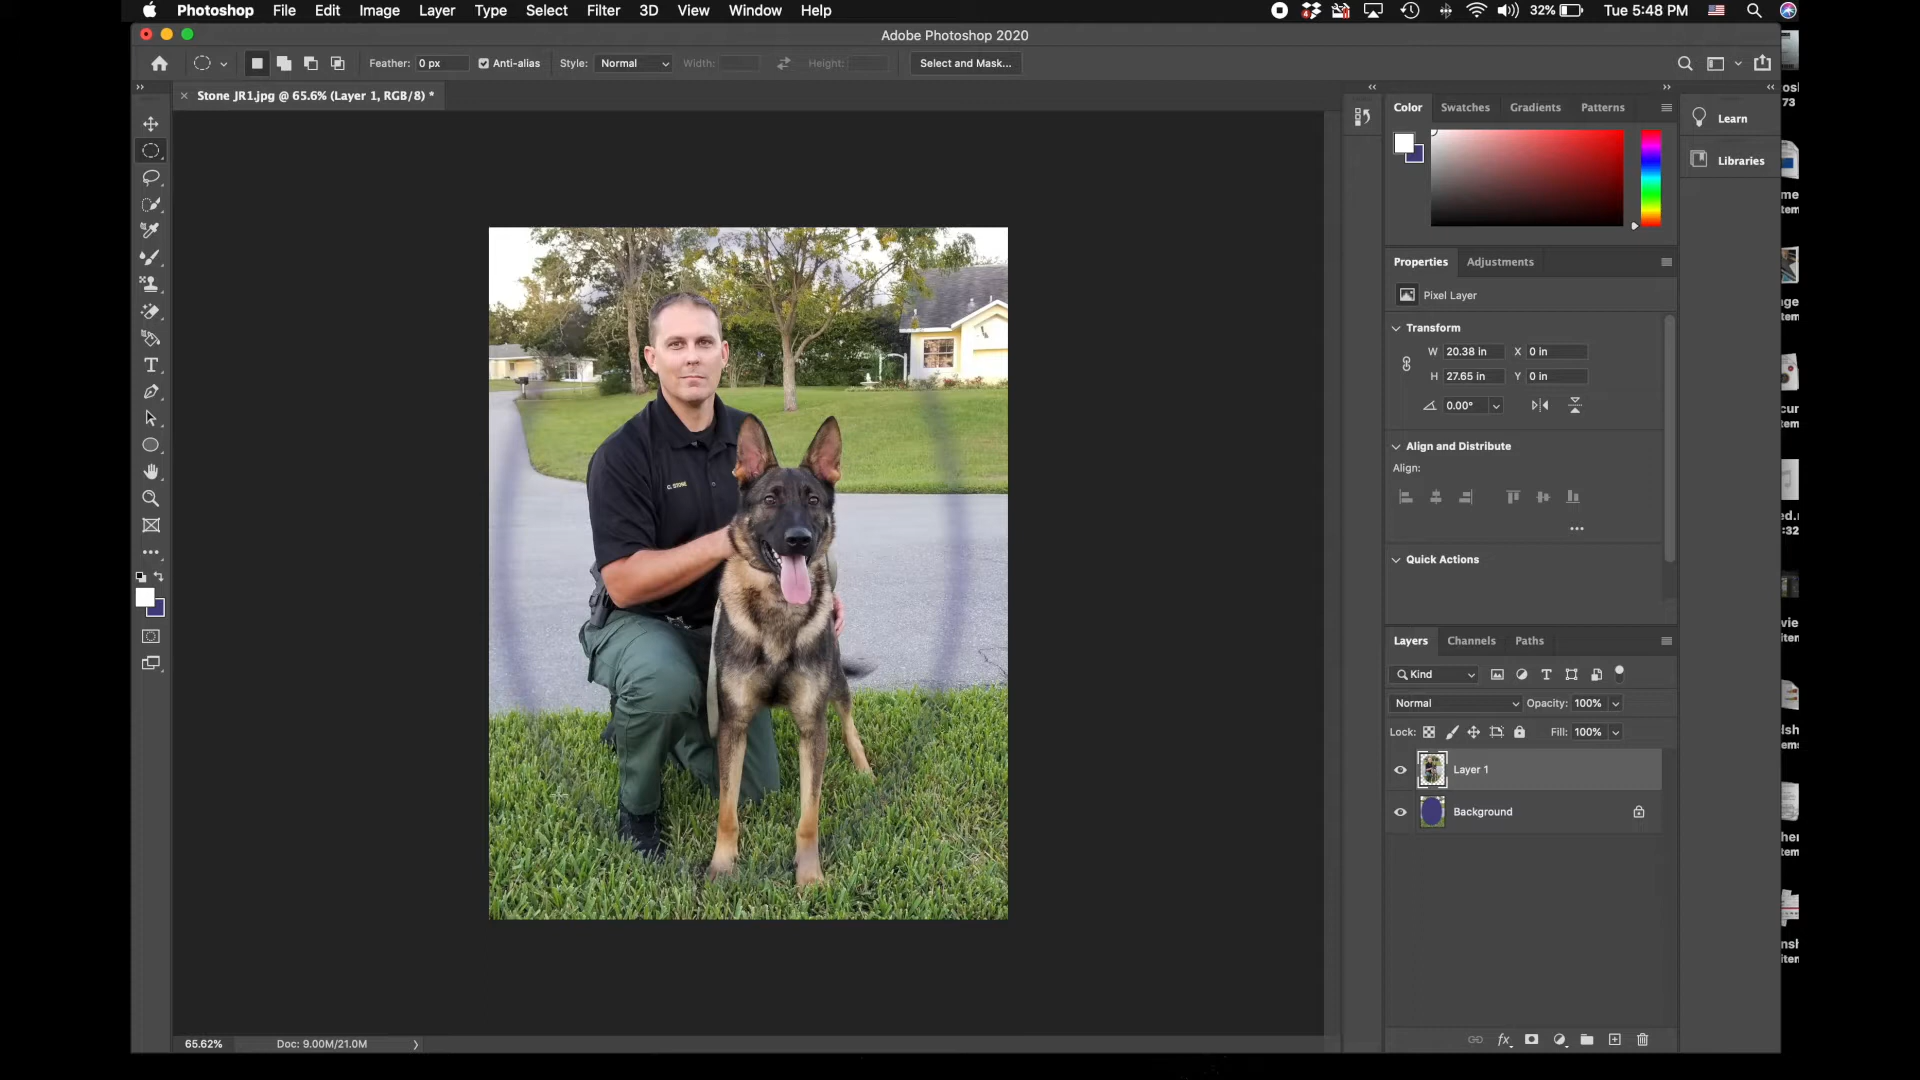 Photoshop File Edit Image Layer Type Select Filter 3D View Window Help
4 32% Tue 5:48 PM
Adobe Photoshop 2020
Feather: 0 px Anti-alias Style: Normal Width: Height: Select and Mask...
× Stone JR1.jpg @ 65.6% (Layer 1, RGB/8) *
Color Swatches Gradients Patterns
Learn
Libraries
Properties Adjustments
Pixel Layer
Transform
W 20.38 in X 0 in
H 27.65 in Y 0 in
0.00°
Align and Distribute
Align:
Quick Actions
C. STONE
Layers Channels Paths
Kind
Normal Opacity: 100%
Lock: Fill: 100%
Layer 1
Background
fx
65.62% Doc: 9.00M/21.0M
73